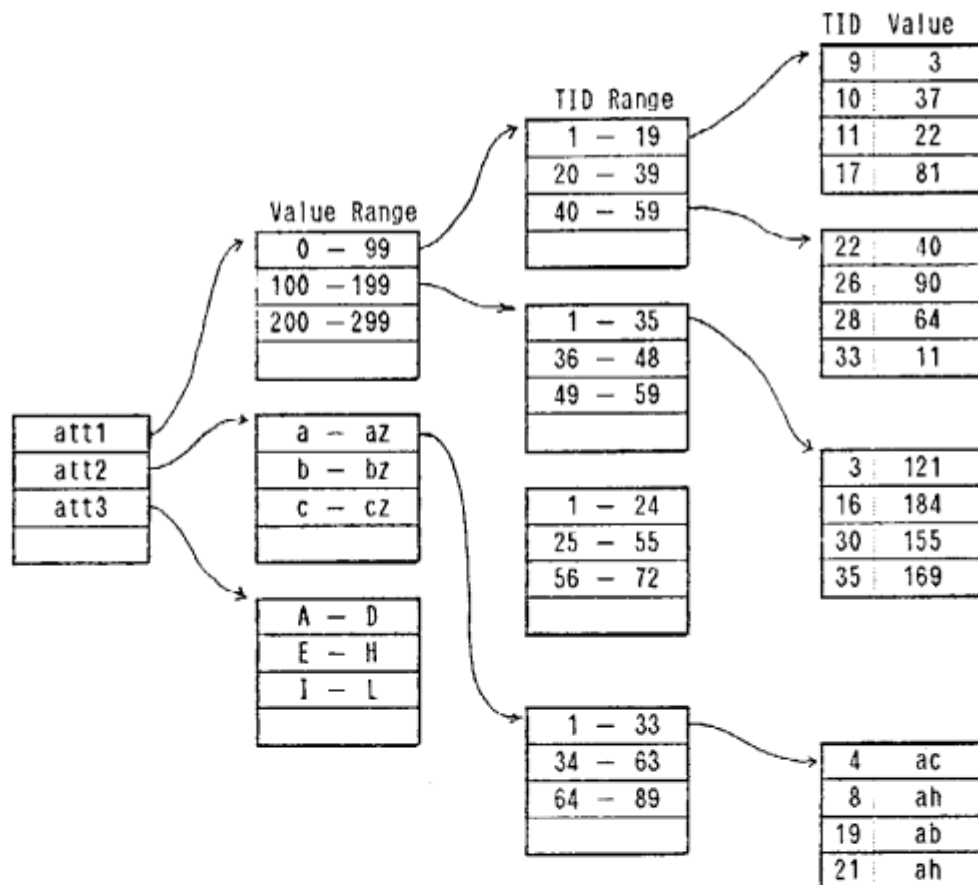 att1
att2
att3
Value Range
0 – 99
100 – 199
200 – 299
a – az
b – bz
c – cz
A – D
E – H
I – L
TID Range
1 – 19
20 – 39
40 – 59
1 – 35
36 – 48
49 – 59
1 – 24
25 – 55
56 – 72
1 – 33
34 – 63
64 – 89
TID Value
9 3
10 37
11 22
17 81
22 40
26 90
28 64
33 11
3 121
16 184
30 155
35 169
4 ac
8 ah
19 ab
21 ah